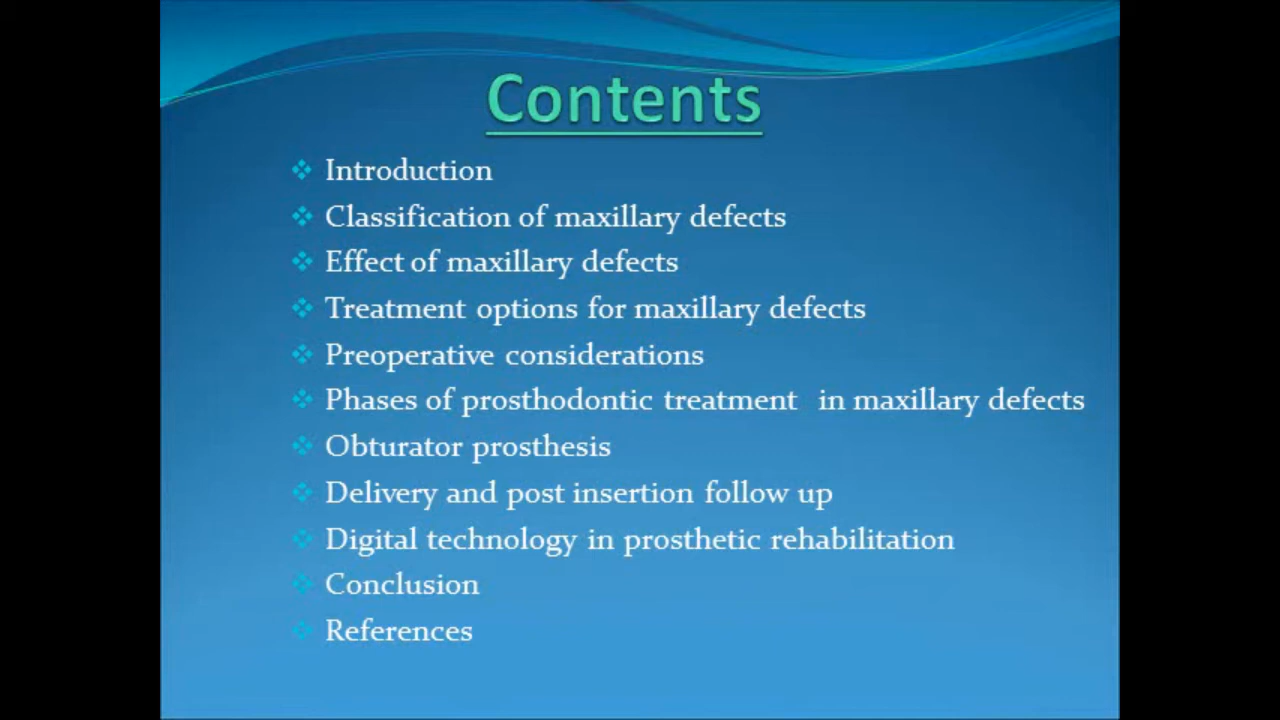 Contents
Introduction
Classification of maxillary defects
Effect of maxillary defects
Treatment options for maxillary defects
Preoperative considerations
Phases of prosthodontic treatment in maxillary defects
Obturator prosthesis
Delivery and post insertion follow up
Digital technology in prosthetic rehabilitation
Conclusion
References